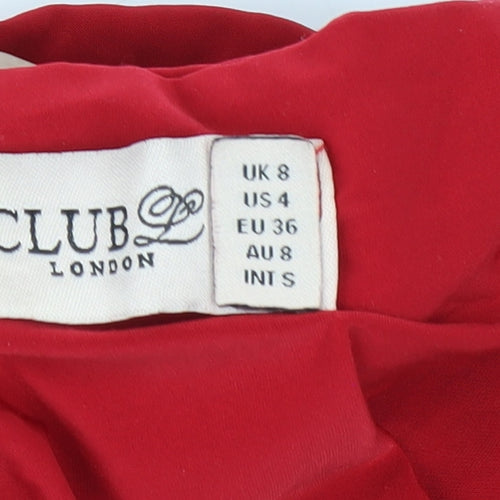 CLUB L
LONDON
UK 8
US 4
EU 36
AU 8
INT S